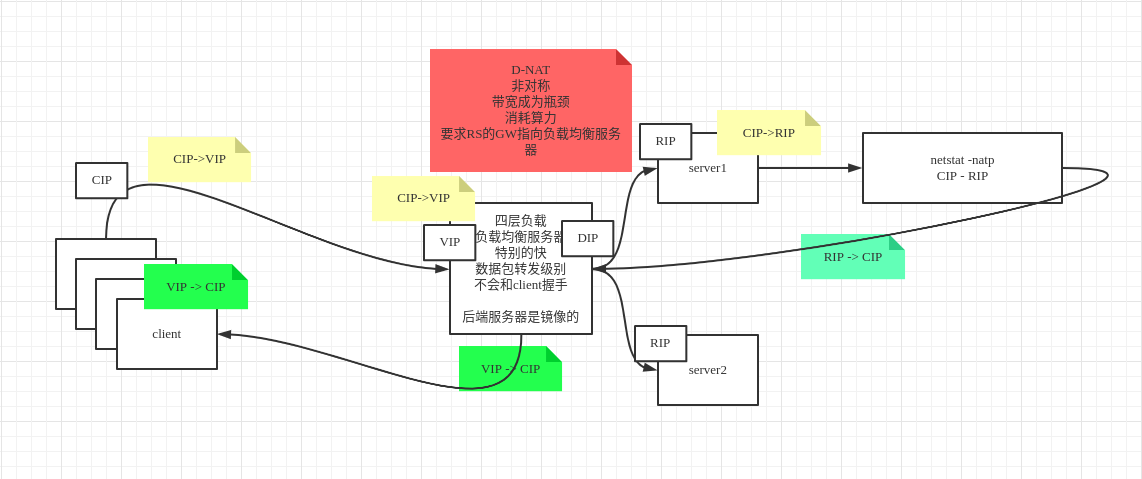 D-NAT
非对称
带宽成为瓶颈
消耗算力
要求RS的GW指向负载均衡服务
器
CIP->VIP
CIP
CIP->VIP
VIP
四层负载
负载均衡服务器
特别的快
数据包转发级别
不会和client握手
后端服务器是镜像的
DIP
RIP
CIP->RIP
server1
netstat -natp
CIP - RIP
RIP -> CIP
VIP -> CIP
client
VIP -> CIP
RIP
server2